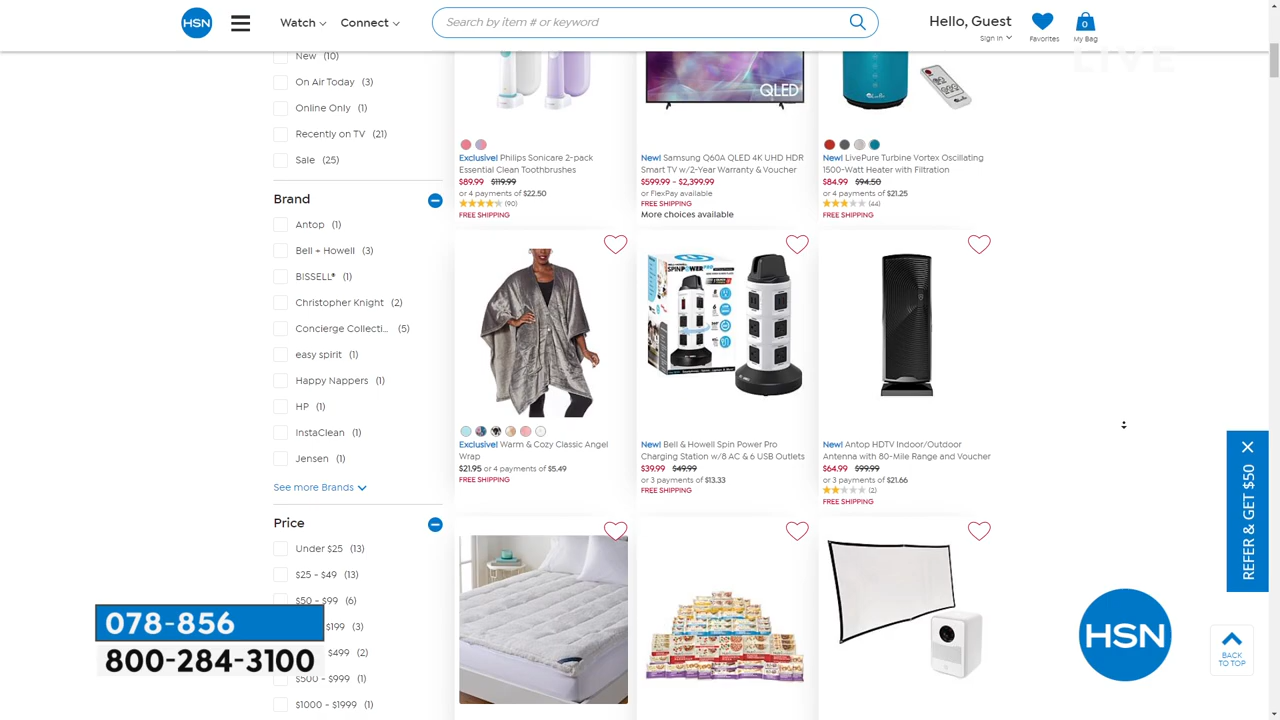 HSN
Watch
Connect
Search by item # or keyword
Hello, Guest
Sign In
Favorites
0
My Bag
LIVE
New (10)
On Air Today (3)
Online Only (1)
Recently on TV (21)
Sale (25)
Brand
Antop (1)
Bell + Howell (3)
BISSELL® (1)
Christopher Knight (2)
Concierge Collecti... (5)
easy spirit (1)
Happy Nappers (1)
HP (1)
InstaClean (1)
Jensen (1)
See more Brands
Price
Under $25 (13)
$25 - $49 (13)
$50 - $99 (6)
$199 (3)
$499 (2)
$500 - $999 (1)
$1000 - $1999 (1)
078-856
800-284-3100
Exclusive! Philips Sonicare 2-pack
Essential Clean Toothbrushes
$89.99 $119.99
or 4 payments of $22.50
(90)
FREE SHIPPING
QLED
New! Samsung Q60A QLED 4K UHD HDR
Smart TV w/2-Year Warranty & Voucher
$599.99 - $2,399.99
or FlexPay available
FREE SHIPPING
More choices available
New! LivePure Turbine Vortex Oscillating
1500-Watt Heater with Filtration
$84.99 $94.50
or 4 payments of $21.25
(44)
FREE SHIPPING
Exclusive! Warm & Cozy Classic Angel
Wrap
$21.95 or 4 payments of $5.49
FREE SHIPPING
SPINPOWERPRO
New! Bell & Howell Spin Power Pro
Charging Station w/8 AC & 6 USB Outlets
$39.99 $49.99
or 3 payments of $13.33
FREE SHIPPING
New! Antop HDTV Indoor/Outdoor
Antenna with 80-Mile Range and Voucher
$64.99 $99.99
or 3 payments of $21.66
(2)
FREE SHIPPING
REFER & GET $50
HSN
BACK
TO TOP